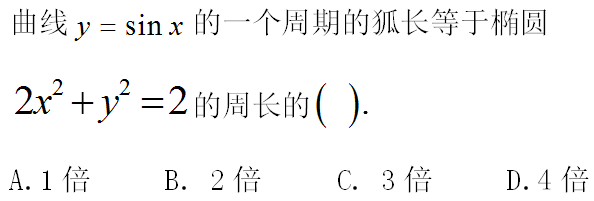 曲线 y = sin x 的一个周期的狐长等于椭圆
2x² + y² = 2 的周长的( ).
A.1 倍 B. 2 倍 C. 3 倍 D.4 倍